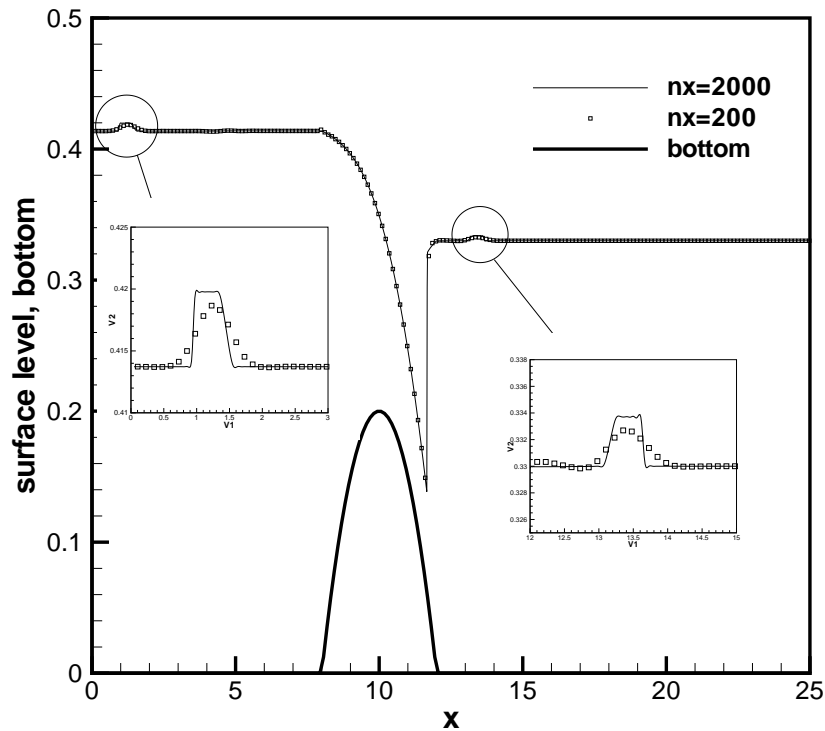 surface level, bottom
0.5
0.4
0.3
0.2
0.1
0
nx=2000
nx=200
bottom
V2
0.425
0.42
0.415
0.41
0 0.5 1 1.5 2 2.5 3
V1
V2
0.338
0.336
0.334
0.332
0.33
0.328
0.326
12 12.5 13 13.5 14 14.5 15
V1
0 5 10 15 20 25
x